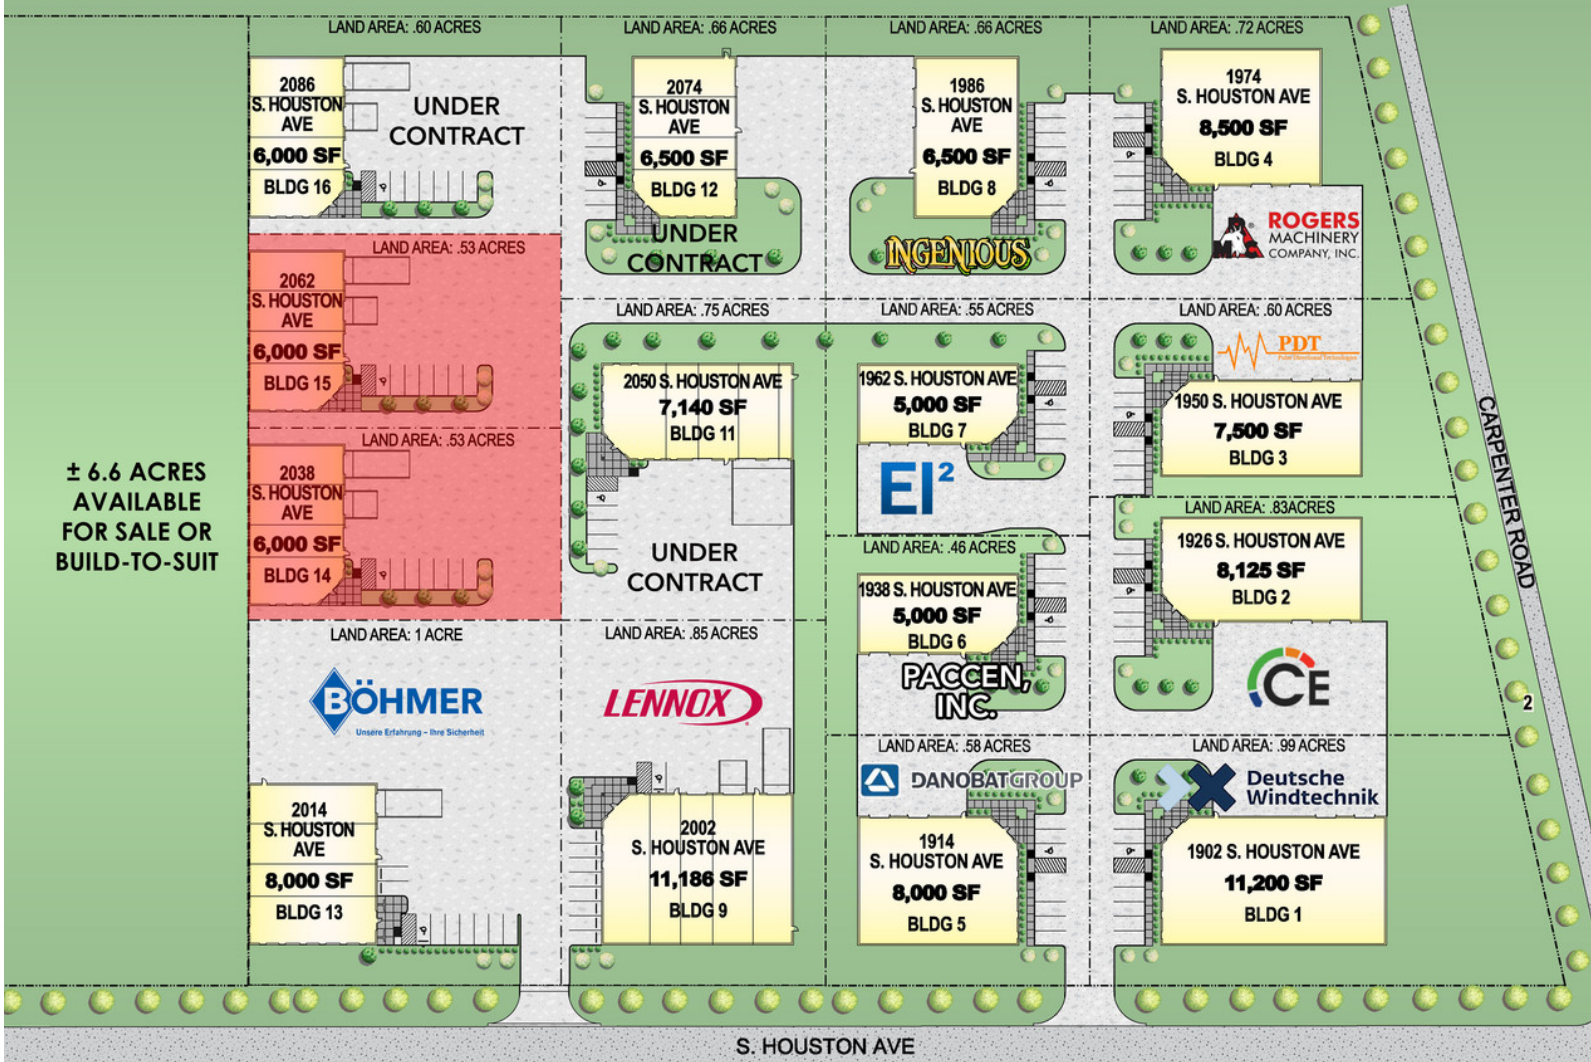 LAND AREA: .60 ACRES
LAND AREA: .66 ACRES
LAND AREA: .66 ACRES
LAND AREA: .72 ACRES
2086
S. HOUSTON
AVE
6,000 SF
BLDG 16
UNDER
CONTRACT
2074
S. HOUSTON
AVE
6,500 SF
BLDG 12
UNDER
CONTRACT
1986
S. HOUSTON
AVE
6,500 SF
BLDG 8
INGENIOUS
1974
S. HOUSTON AVE
8,500 SF
BLDG 4
ROGERS
MACHINERY
COMPANY, INC.
LAND AREA: .53 ACRES
2062
S. HOUSTON
AVE
6,000 SF
BLDG 15
LAND AREA: .75 ACRES
2050 S. HOUSTON AVE
7,140 SF
BLDG 11
UNDER
CONTRACT
LAND AREA: .55 ACRES
1962 S. HOUSTON AVE
5,000 SF
BLDG 7
EI²
LAND AREA: .60 ACRES
PDT
1950 S. HOUSTON AVE
7,500 SF
BLDG 3
CARPENTER ROAD
± 6.6 ACRES
AVAILABLE
FOR SALE OR
BUILD-TO-SUIT
LAND AREA: .53 ACRES
2038
S. HOUSTON
AVE
6,000 SF
BLDG 14
LAND AREA: .46 ACRES
1938 S. HOUSTON AVE
5,000 SF
BLDG 6
PACCEN,
INC.
LAND AREA: .83ACRES
1926 S. HOUSTON AVE
8,125 SF
BLDG 2
CE
2
LAND AREA: 1 ACRE
BÖHMER
Unsere Erfahrung – Ihre Sicherheit
2014
S. HOUSTON
AVE
8,000 SF
BLDG 13
LAND AREA: .85 ACRES
LENNOX
2002
S. HOUSTON AVE
11,186 SF
BLDG 9
LAND AREA: .58 ACRES
DANOBATGROUP
1914
S. HOUSTON AVE
8,000 SF
BLDG 5
LAND AREA: .99 ACRES
Deutsche
Windtechnik
1902 S. HOUSTON AVE
11,200 SF
BLDG 1
S. HOUSTON AVE